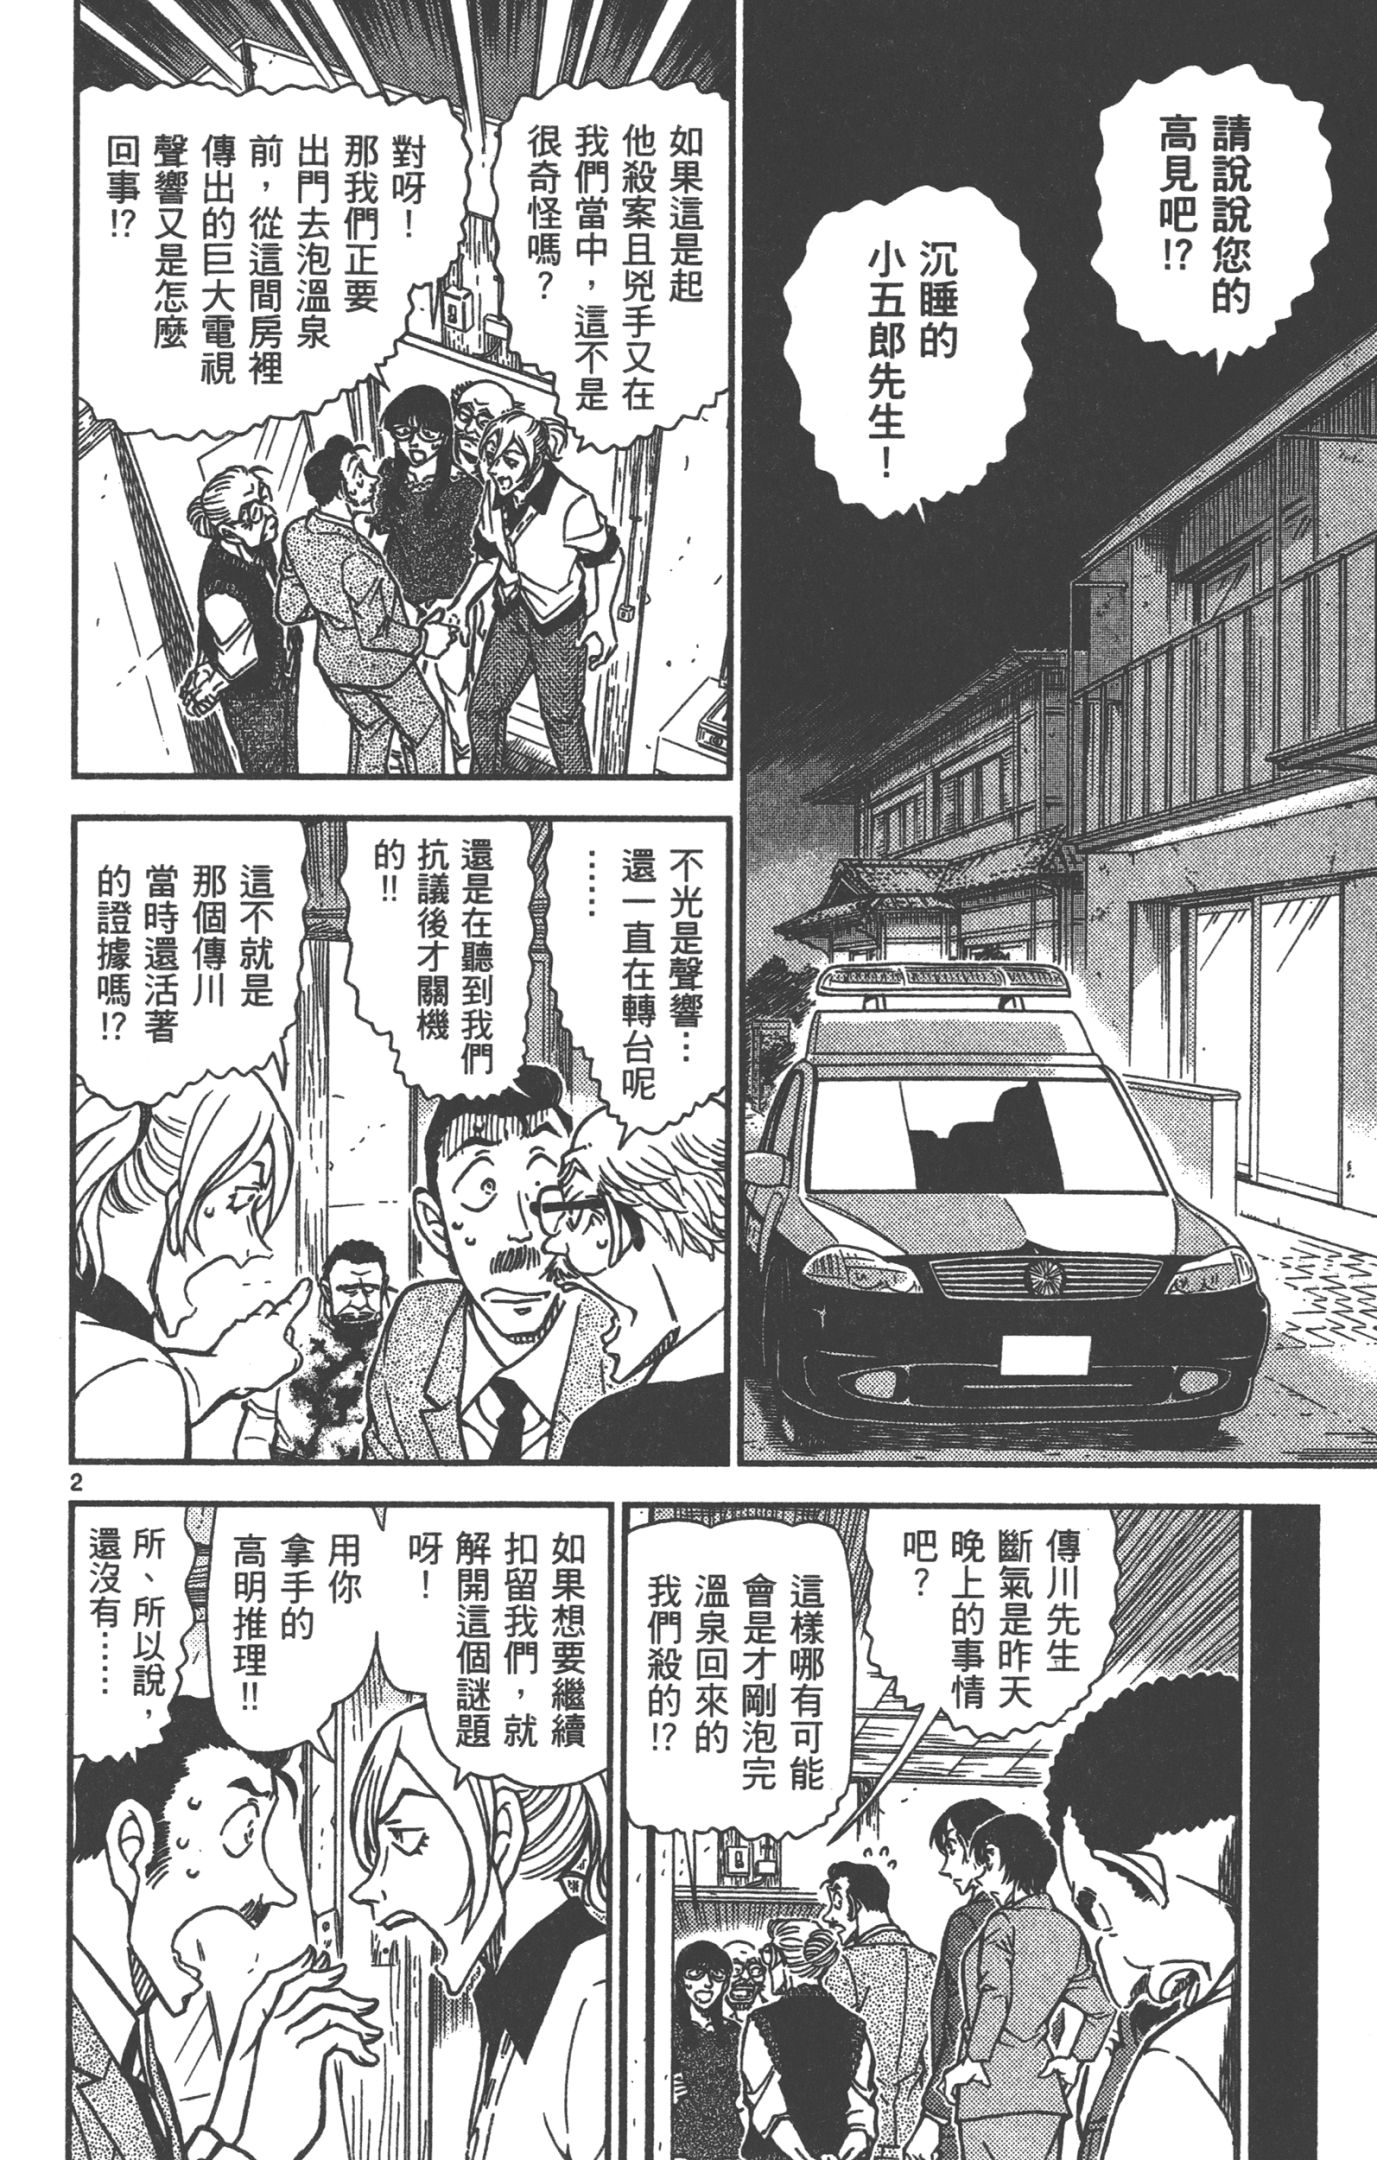 請說說您的
高見吧!?
沉睡的
小五郎先生！
如果這是起
他殺案且兇手又在
我們當中，這不是
很奇怪嗎？
對呀！
那我們正要
出門去泡溫泉
前，從這間房裡
傳出的巨大電視
聲響又是怎麼
回事!?
不光是聲響…
還一直在轉台呢
……
還是在聽到我們
抗議後才關機
的!!
這不就是
那個傳川
當時還活著
的證據嗎!?
2
傳川先生
斷氣是昨天
晚上的事情
吧？
這樣哪有可能
會是才剛泡完
溫泉回來的
我們殺的!?
如果想要繼續
扣留我們，就
解開這個謎題
呀！
用你
拿手的
高明推理!!
所、所以說，
還沒有……